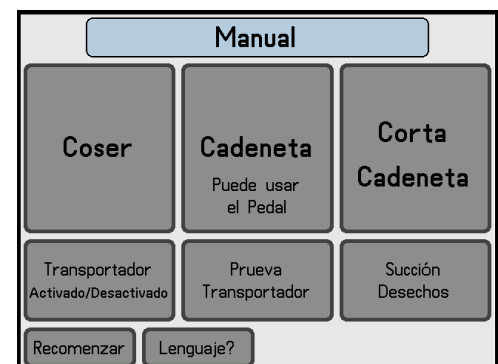 Manual
Coser
Cadeneta
Puede usar
el Pedal
Corta
Cadeneta
Transportador
Activado/Desactivado
Prueva
Transportador
Succión
Desechos
Recomenzar
Lenguaje?